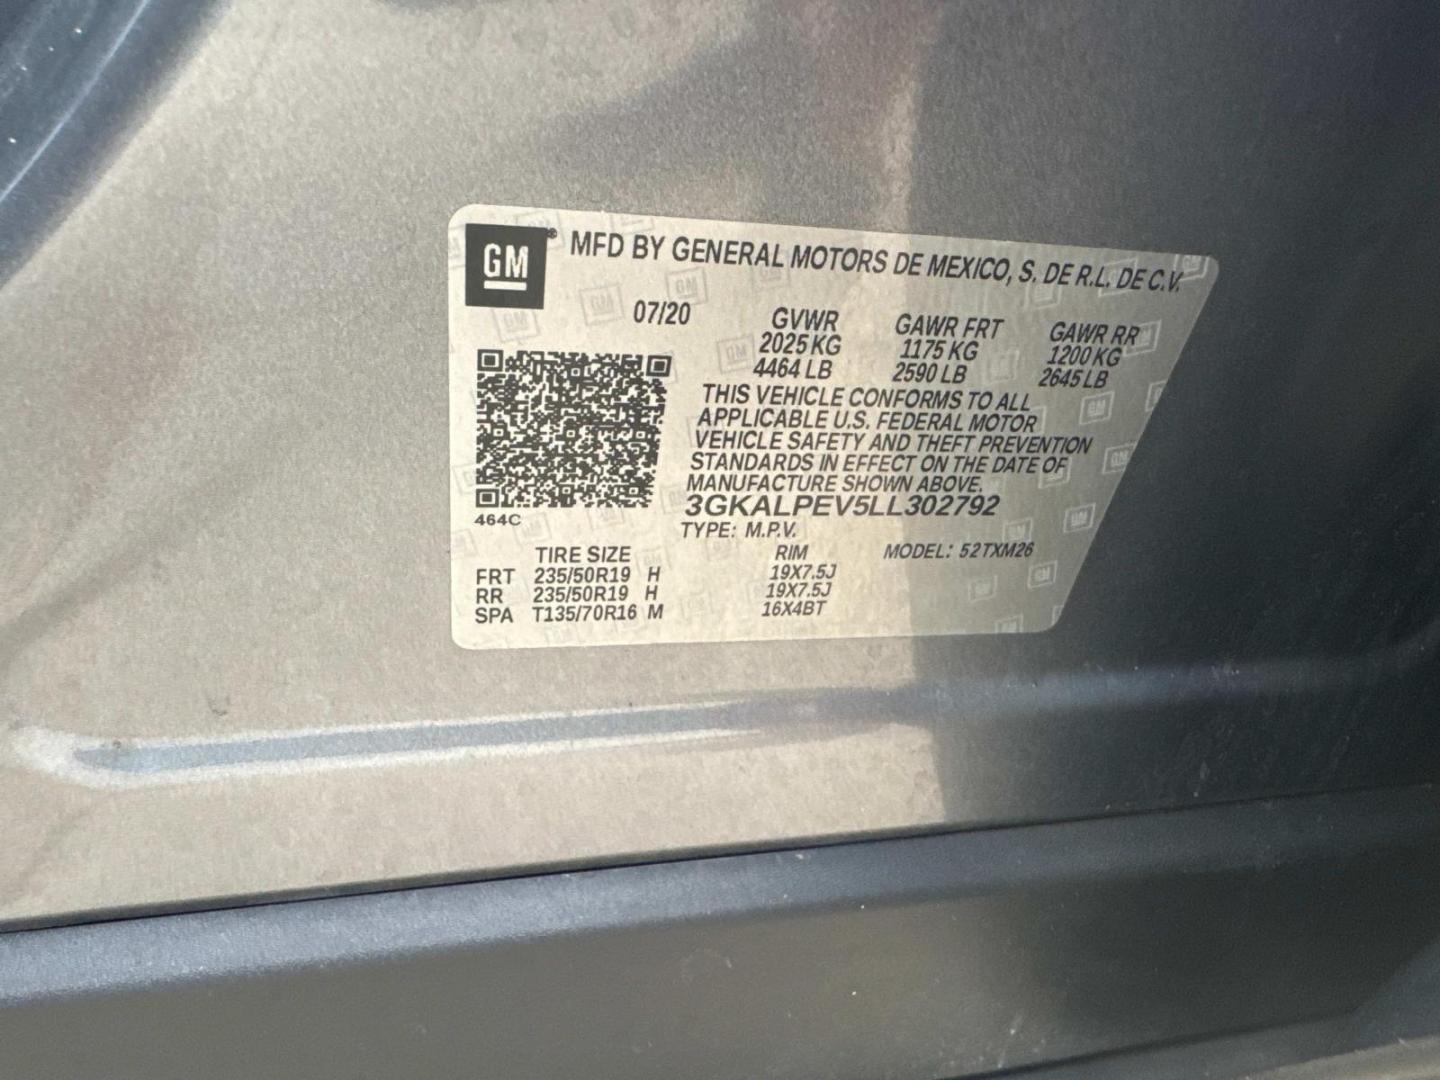 GM® MFD BY GENERAL MOTORS DE MEXICO, S. DE R.L. DE C.V.
07/20 GVWR GAWR FRT GAWR RR
2025 KG 1175 KG 1200 KG
4464 LB 2590 LB 2645 LB
THIS VEHICLE CONFORMS TO ALL
APPLICABLE U.S. FEDERAL MOTOR
VEHICLE SAFETY AND THEFT PREVENTION
STANDARDS IN EFFECT ON THE DATE OF
MANUFACTURE SHOWN ABOVE.
3GKALPEV5LL302792
464C
TYPE: M.P.V. MODEL: 52TXM26
TIRE SIZE RIM
FRT 235/50R19 H 19X7.5J
RR 235/50R19 H 19X7.5J
SPA T135/70R16 M 16X4BT